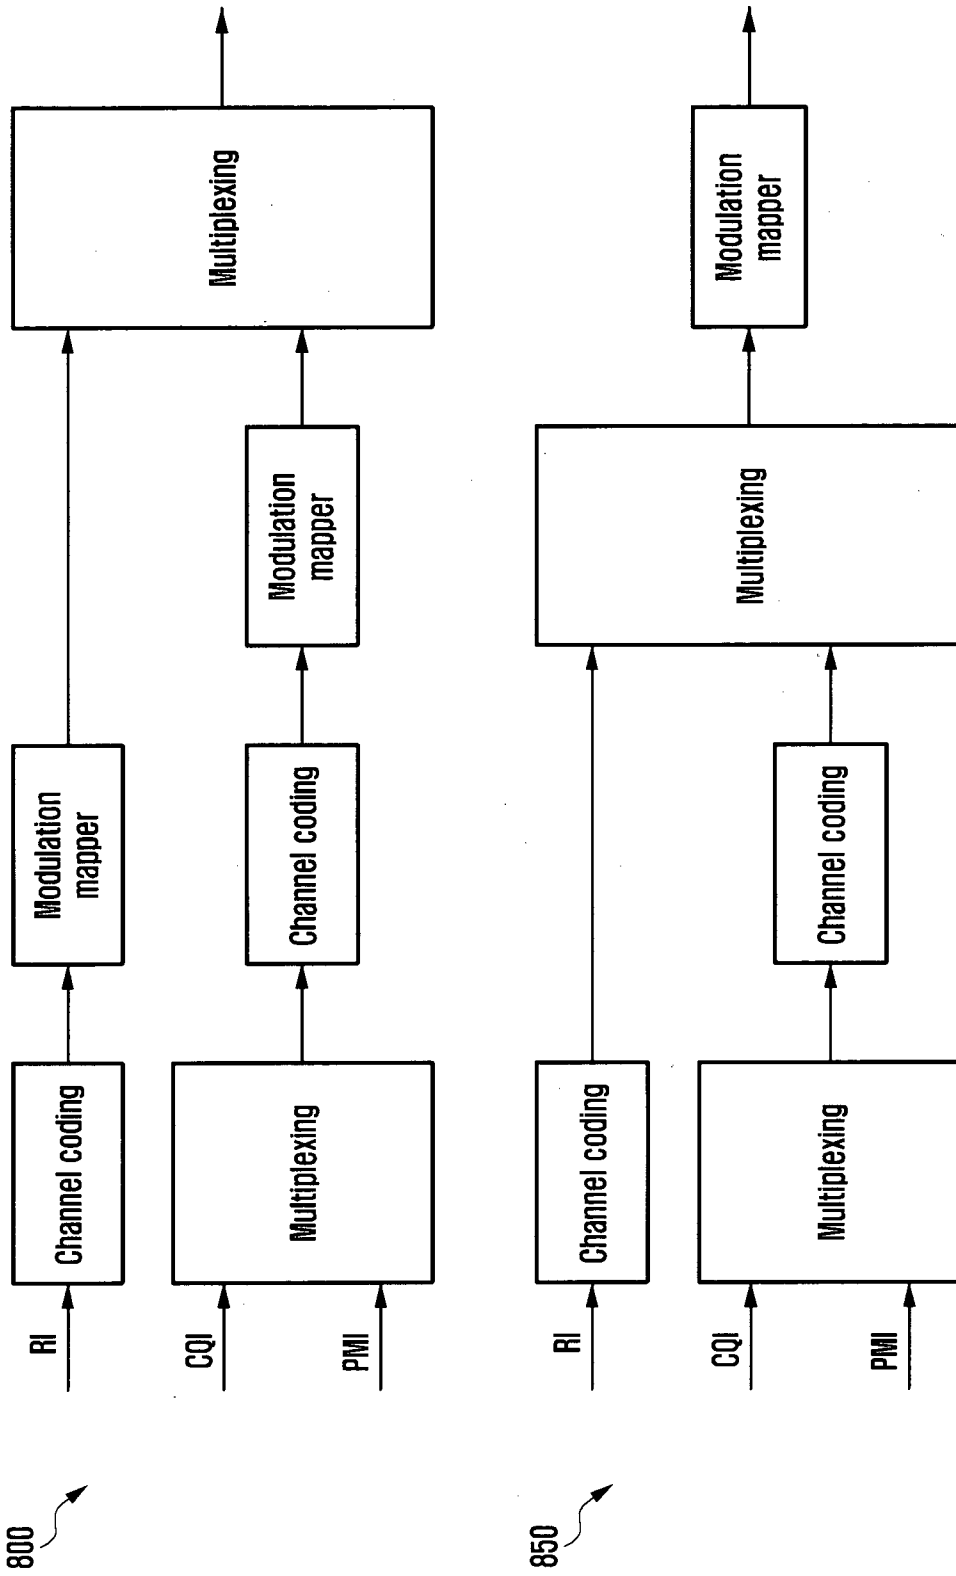 800
RI
Channel coding
Modulation
mapper
CQI
PMI
Multiplexing
Channel coding
Modulation
mapper
Multiplexing
850
RI
Channel coding
CQI
PMI
Multiplexing
Channel coding
Multiplexing
Modulation
mapper